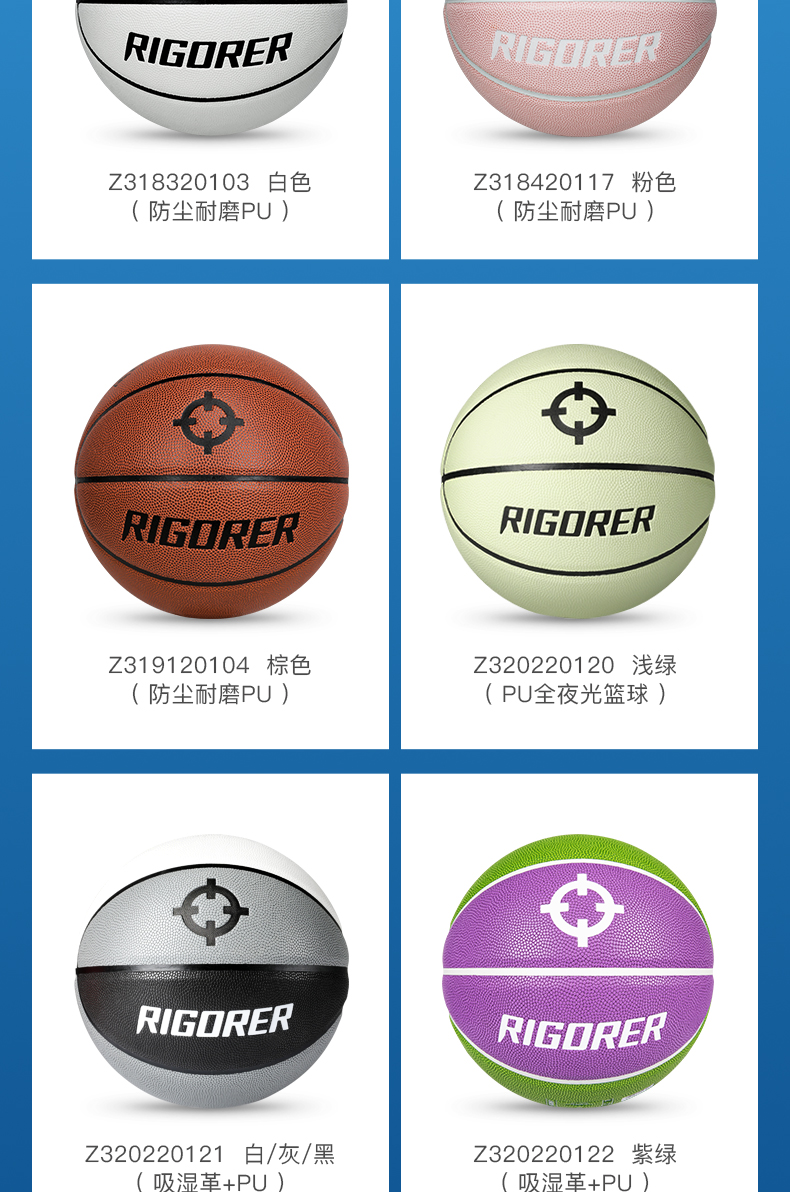 RIGORER
RIGORER
Z318320103 白色
( 防尘耐磨PU )
Z318420117 粉色
( 防尘耐磨PU )
RIGORER
RIGORER
Z319120104 棕色
( 防尘耐磨PU )
Z320220120 浅绿
( PU全夜光篮球 )
RIGORER
RIGORER
Z320220121 白/灰/黑
( 吸湿革+PU )
Z320220122 紫绿
( 吸湿革+PU )